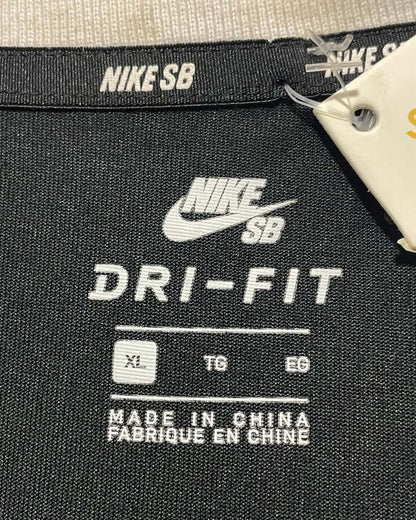 NIKE SB
NIKE SB
NIKE
SB
DRI-FIT
XL TG EG
MADE IN CHINA
FABRIQUE EN CHINE
S